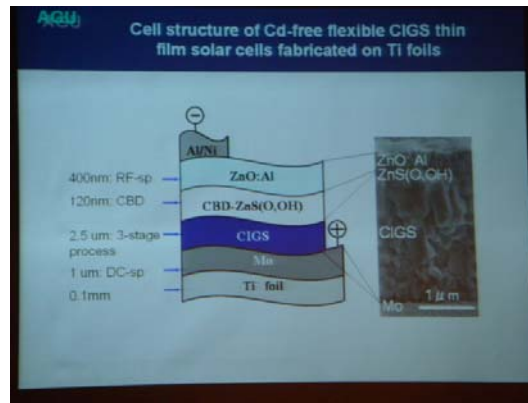 AGU
Cell structure of Cd-free flexible CIGS thin
film solar cells fabricated on Ti foils
Al/Ni
400nm: RF-sp
ZnO:Al
120nm: CBD
CBD-ZnS(O,OH)
2.5 um: 3-stage
process
CIGS
1 um: DC-sp
Mo
0.1mm
Ti foil
ZnO: Al
ZnS(O,OH)
CIGS
1 μm
Mo